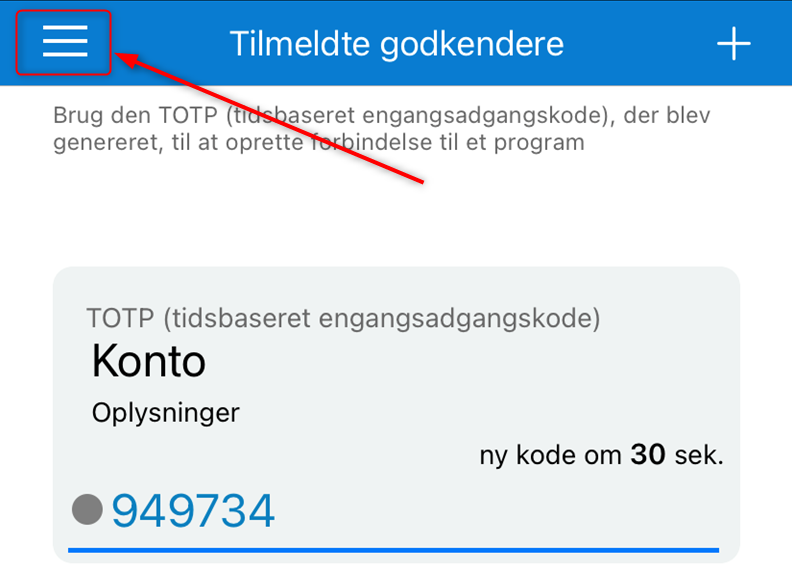 Tilmeldte godkendere
Brug den TOTP (tidsbaseret engangsadgangskode), der blev
genereret, til at oprette forbindelse til et program
TOTP (tidsbaseret engangsadgangskode)
Konto
Oplysninger
ny kode om 30 sek.
949734